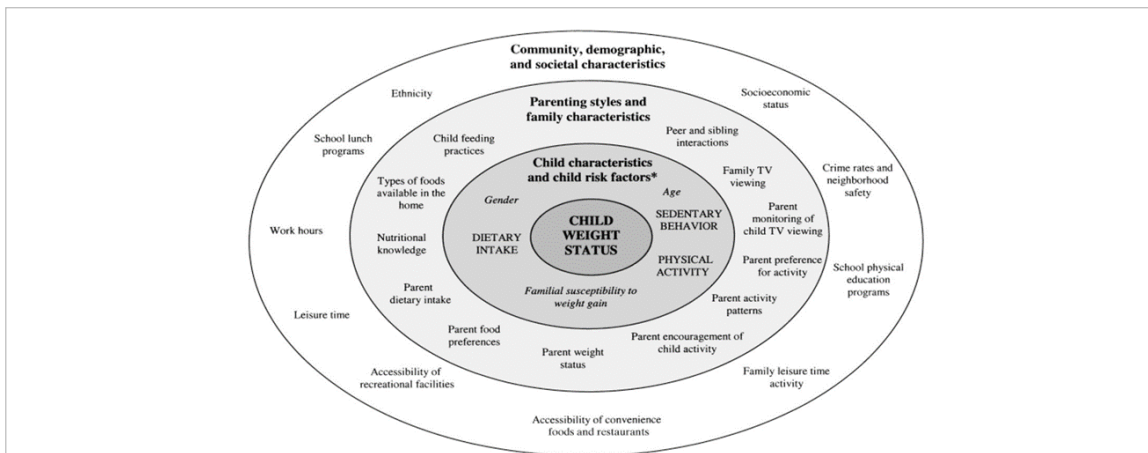 Community, demographic,
and societal characteristics
Ethnicity
Socioeconomic
status
Parenting styles and
family characteristics
School lunch
programs
Child feeding
practices
Peer and sibling
interactions
Crime rates and
neighborhood
safety
Child characteristics
and child risk factors*
Family TV
viewing
Types of foods
available in the
home
Gender
Age
Parent
monitoring of
child TV viewing
CHILD
WEIGHT
STATUS
SEDENTARY
BEHAVIOR
Work hours
Nutritional
knowledge
DIETARY
INTAKE
PHYSICAL
ACTIVITY
Parent preference
for activity
School physical
education
programs
Parent
dietary intake
Familial susceptibility to
weight gain
Parent activity
patterns
Leisure time
Parent food
preferences
Parent weight
status
Parent encouragement of
child activity
Accessibility of
recreational facilities
Family leisure time
activity
Accessibility of convenience
foods and restaurants